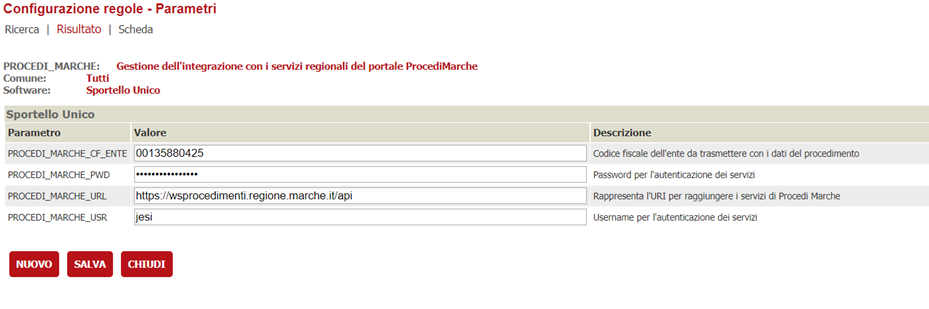 Configurazione regole - Parametri
Ricerca | Risultato | Scheda
PROCEDI_MARCHE: Gestione dell'integrazione con i servizi regionali del portale ProcediMarche
Comune: Tutti
Software: Sportello Unico
Sportello Unico
Parametro Valore Descrizione
PROCEDI_MARCHE_CF_ENTE 00135880425 Codice fiscale dell'ente da trasmettere con i dati del procedimento
PROCEDI_MARCHE_PWD •••••••••••••••• Password per l'autenticazione dei servizi
PROCEDI_MARCHE_URL https://wsprocedimenti.regione.marche.it/api Rappresenta l'URI per raggiungere i servizi di Procedi Marche
PROCEDI_MARCHE_USR jesi Username per l'autenticazione dei servizi
NUOVO SALVA CHIUDI